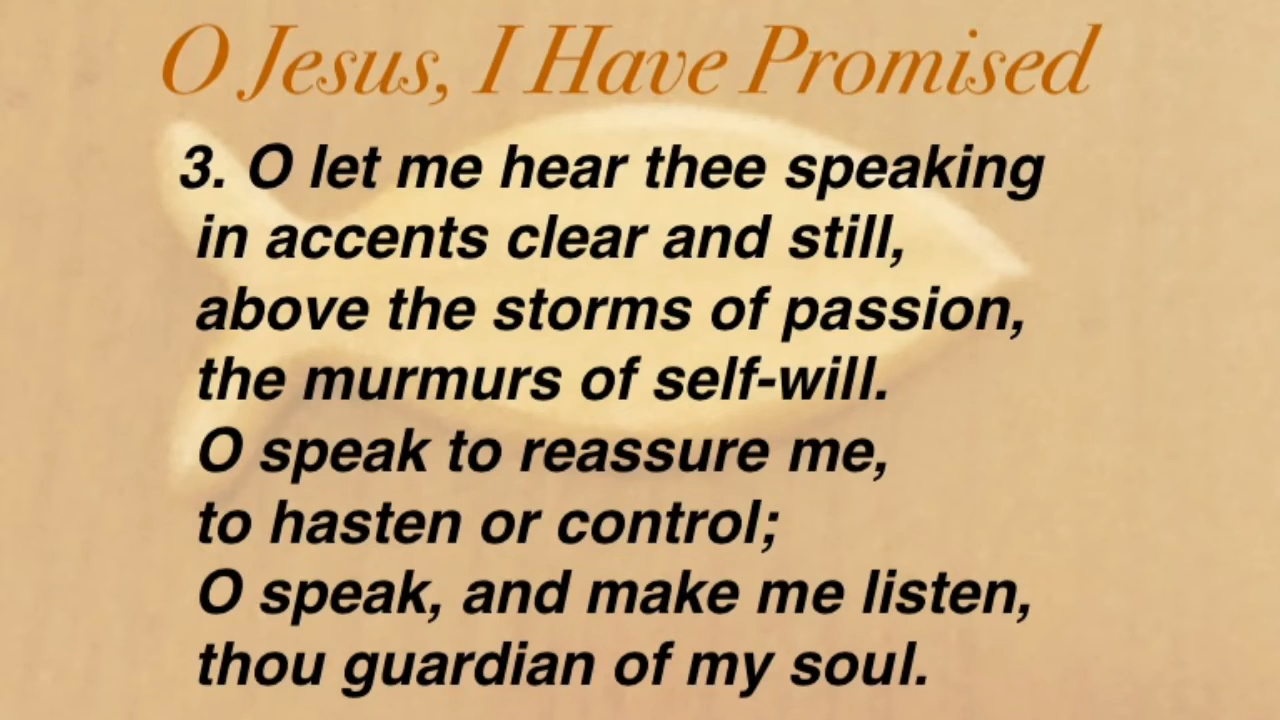 O Jesus, I Have Promised
3. O let me hear thee speaking
in accents clear and still,
above the storms of passion,
the murmurs of self-will.
O speak to reassure me,
to hasten or control;
O speak, and make me listen,
thou guardian of my soul.